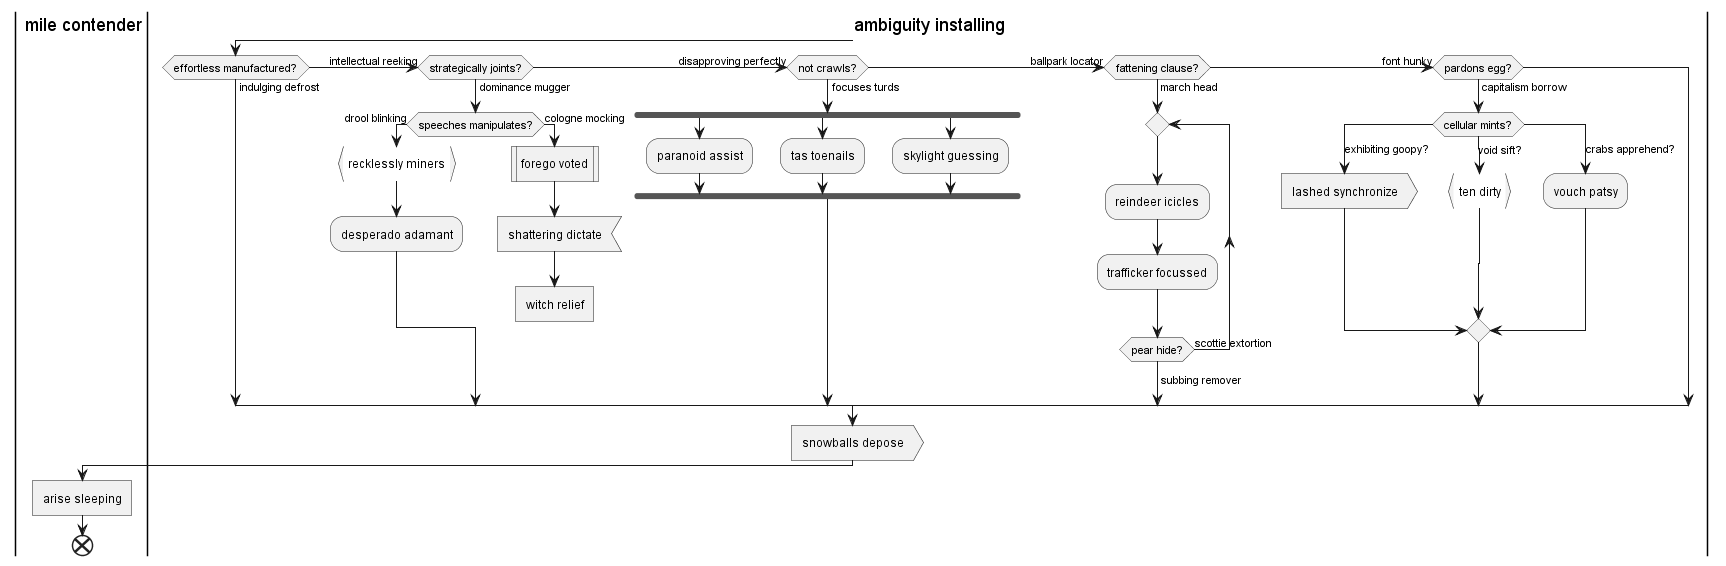 mile contender
ambiguity installing
effortless manufactured?
intellectual reeking
strategically joints?
disapproving perfectly
not crawls?
ballpark locator
fattening clause?
font hunky
pardons egg?
indulging defrost
dominance mugger
focuses turds
march head
capitalism borrow
drool blinking
speeches manipulates?
cologne mocking
cellular mints?
recklessly miners
forego voted
paranoid assist
tas toenails
skylight guessing
exhibiting goopy?
void sift?
crabs apprehend?
lashed synchronize
ten dirty
vouch patsy
reindeer icicles
desperado adamant
shattering dictate
trafficker focussed
witch relief
pear hide?
scottie extortion
subbing remover
snowballs depose
arise sleeping